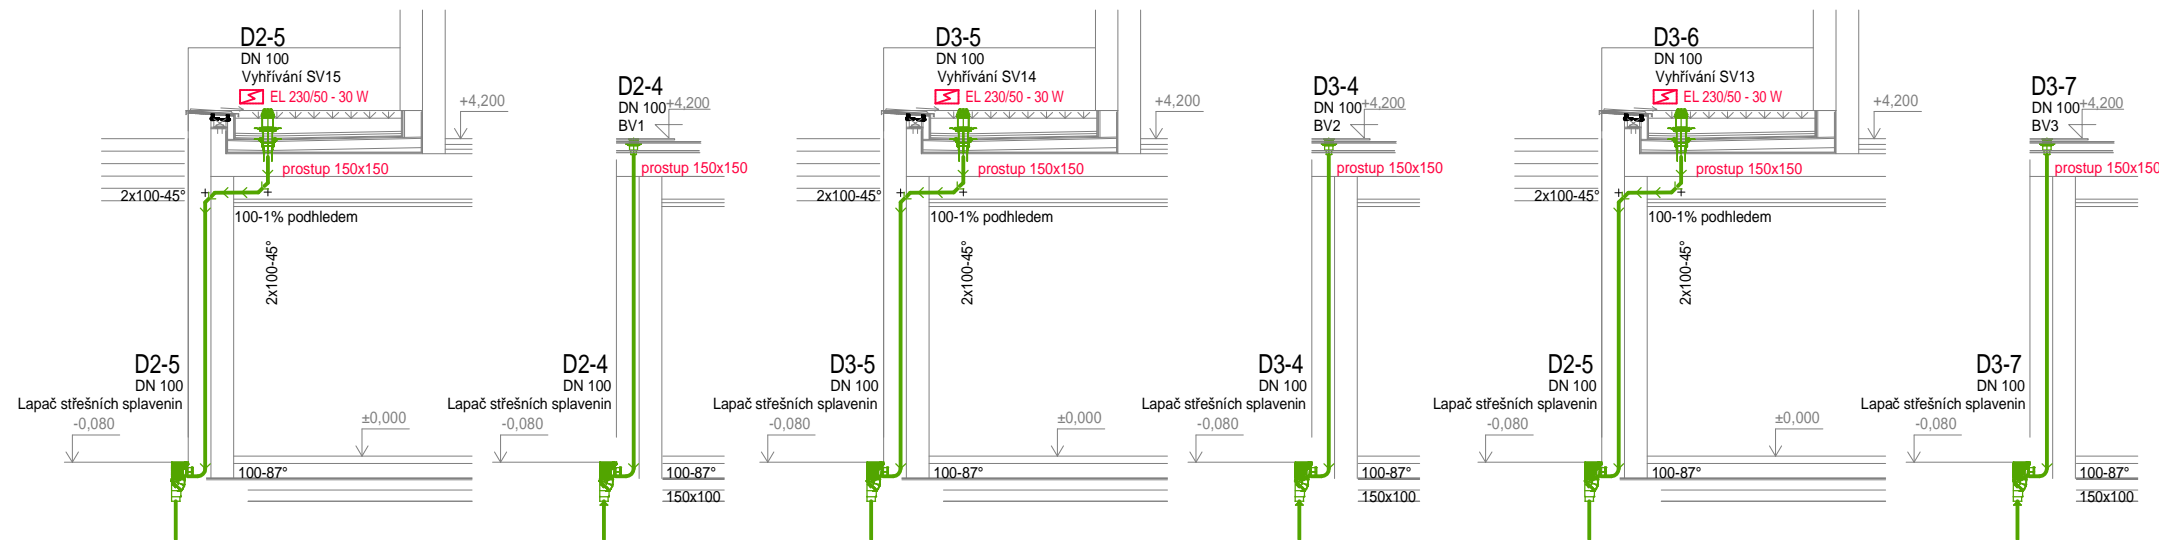 D2-5
DN 100
Vyhřívání SV15
EL 230/50 - 30 W
+4,200
prostup 150x150
2x100-45°
100-1% podhledem
2x100-45°
D2-5
DN 100
Lapač střešních splavenin
-0,080
±0,000
100-87°
D2-4
DN 100
+4,200
BV1
prostup 150x150
D2-4
DN 100
Lapač střešních splavenin
-0,080
100-87°
150x100
D3-5
DN 100
Vyhřívání SV14
EL 230/50 - 30 W
+4,200
prostup 150x150
2x100-45°
100-1% podhledem
2x100-45°
D3-5
DN 100
Lapač střešních splavenin
-0,080
±0,000
100-87°
D3-4
DN 100
+4,200
BV2
prostup 150x150
D3-4
DN 100
Lapač střešních splavenin
-0,080
100-87°
150x100
D3-6
DN 100
Vyhřívání SV13
EL 230/50 - 30 W
+4,200
prostup 150x150
2x100-45°
100-1% podhledem
2x100-45°
D2-5
DN 100
Lapač střešních splavenin
-0,080
±0,000
100-87°
D3-7
DN 100
+4,200
BV3
prostup 150x150
D3-7
DN 100
Lapač střešních splavenin
-0,080
100-87°
150x100